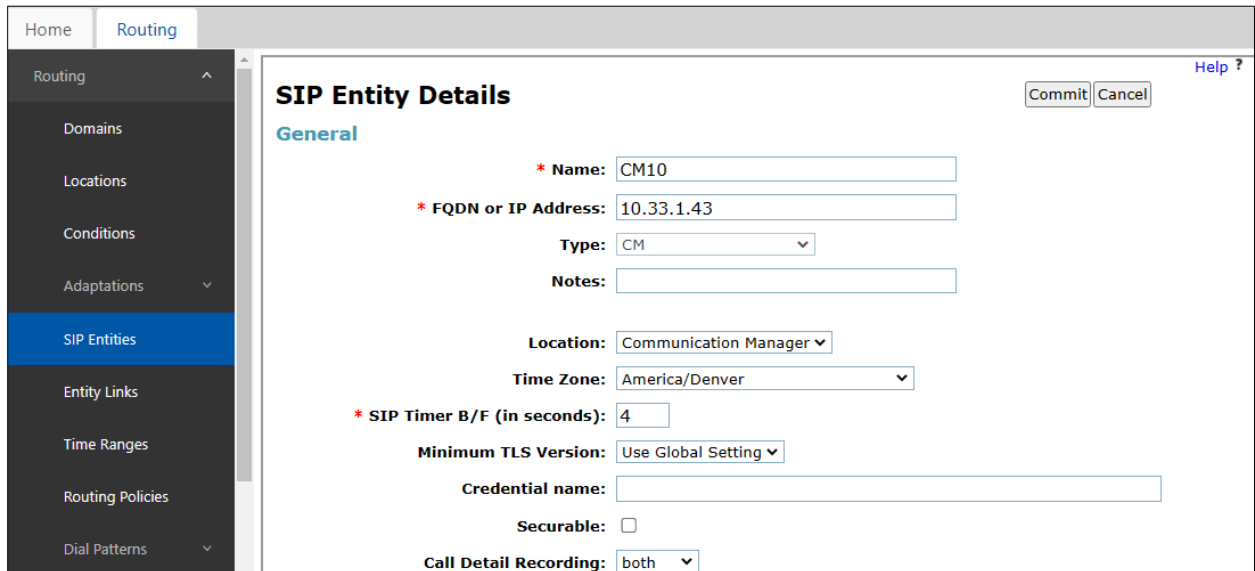 Home Routing
Help ?
Routing
SIP Entity Details
Commit Cancel
General
Domains
* Name: CM10
Locations
* FQDN or IP Address: 10.33.1.43
Conditions
Type: CM
Notes:
Adaptations
SIP Entities
Location: Communication Manager
Time Zone: America/Denver
Entity Links
* SIP Timer B/F (in seconds): 4
Time Ranges
Minimum TLS Version: Use Global Setting
Credential name:
Routing Policies
Securable:
Dial Patterns
Call Detail Recording: both